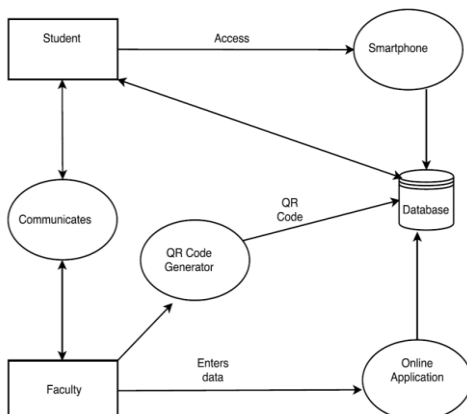 Student
Access
Smartphone
Communicates
QR
Code
Database
QR Code
Generator
Enters
data
Faculty
Online
Application